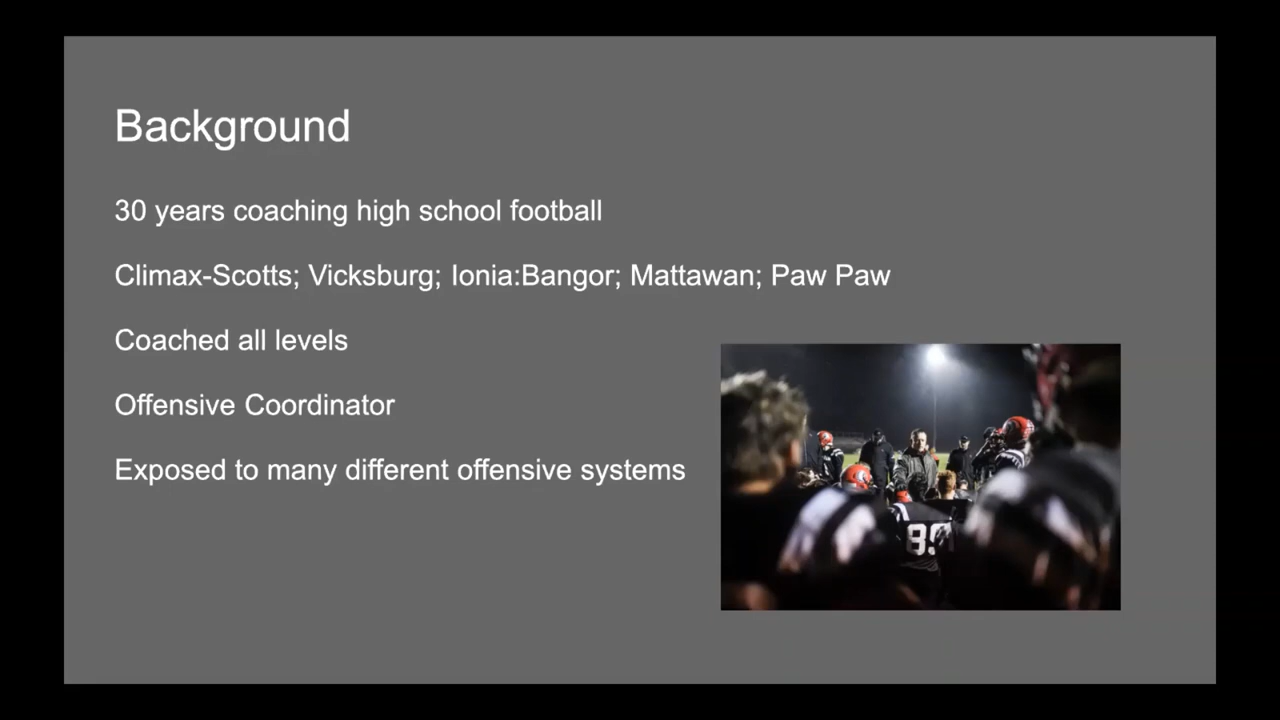 Background
30 years coaching high school football
Climax-Scotts; Vicksburg; Ionia:Bangor; Mattawan; Paw Paw
Coached all levels
Offensive Coordinator
Exposed to many different offensive systems
89